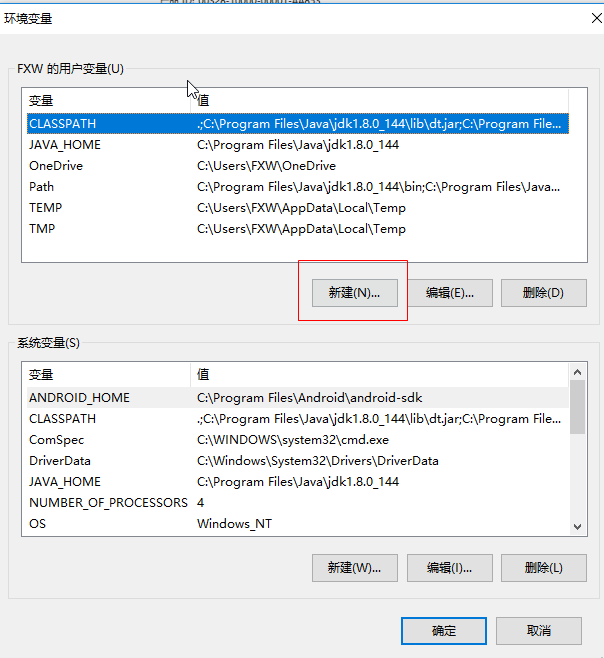 环境变量
FXW 的用户变量(U)
变量 值
CLASSPATH .;C:\Program Files\Java\jdk1.8.0_144\lib\dt.jar;C:\Program File...
JAVA_HOME C:\Program Files\Java\jdk1.8.0_144
OneDrive C:\Users\FXW\OneDrive
Path C:\Program Files\Java\jdk1.8.0_144\bin;C:\Program Files\Java...
TEMP C:\Users\FXW\AppData\Local\Temp
TMP C:\Users\FXW\AppData\Local\Temp
新建(N)... 编辑(E)... 删除(D)
系统变量(S)
变量 值
ANDROID_HOME C:\Program Files\Android\android-sdk
CLASSPATH .;C:\Program Files\Java\jdk1.8.0_144\lib\dt.jar;C:\Program File...
ComSpec C:\WINDOWS\system32\cmd.exe
DriverData C:\Windows\System32\Drivers\DriverData
JAVA_HOME C:\Program Files\Java\jdk1.8.0_144
NUMBER_OF_PROCESSORS 4
OS Windows_NT
新建(W)... 编辑(I)... 删除(L)
确定 取消